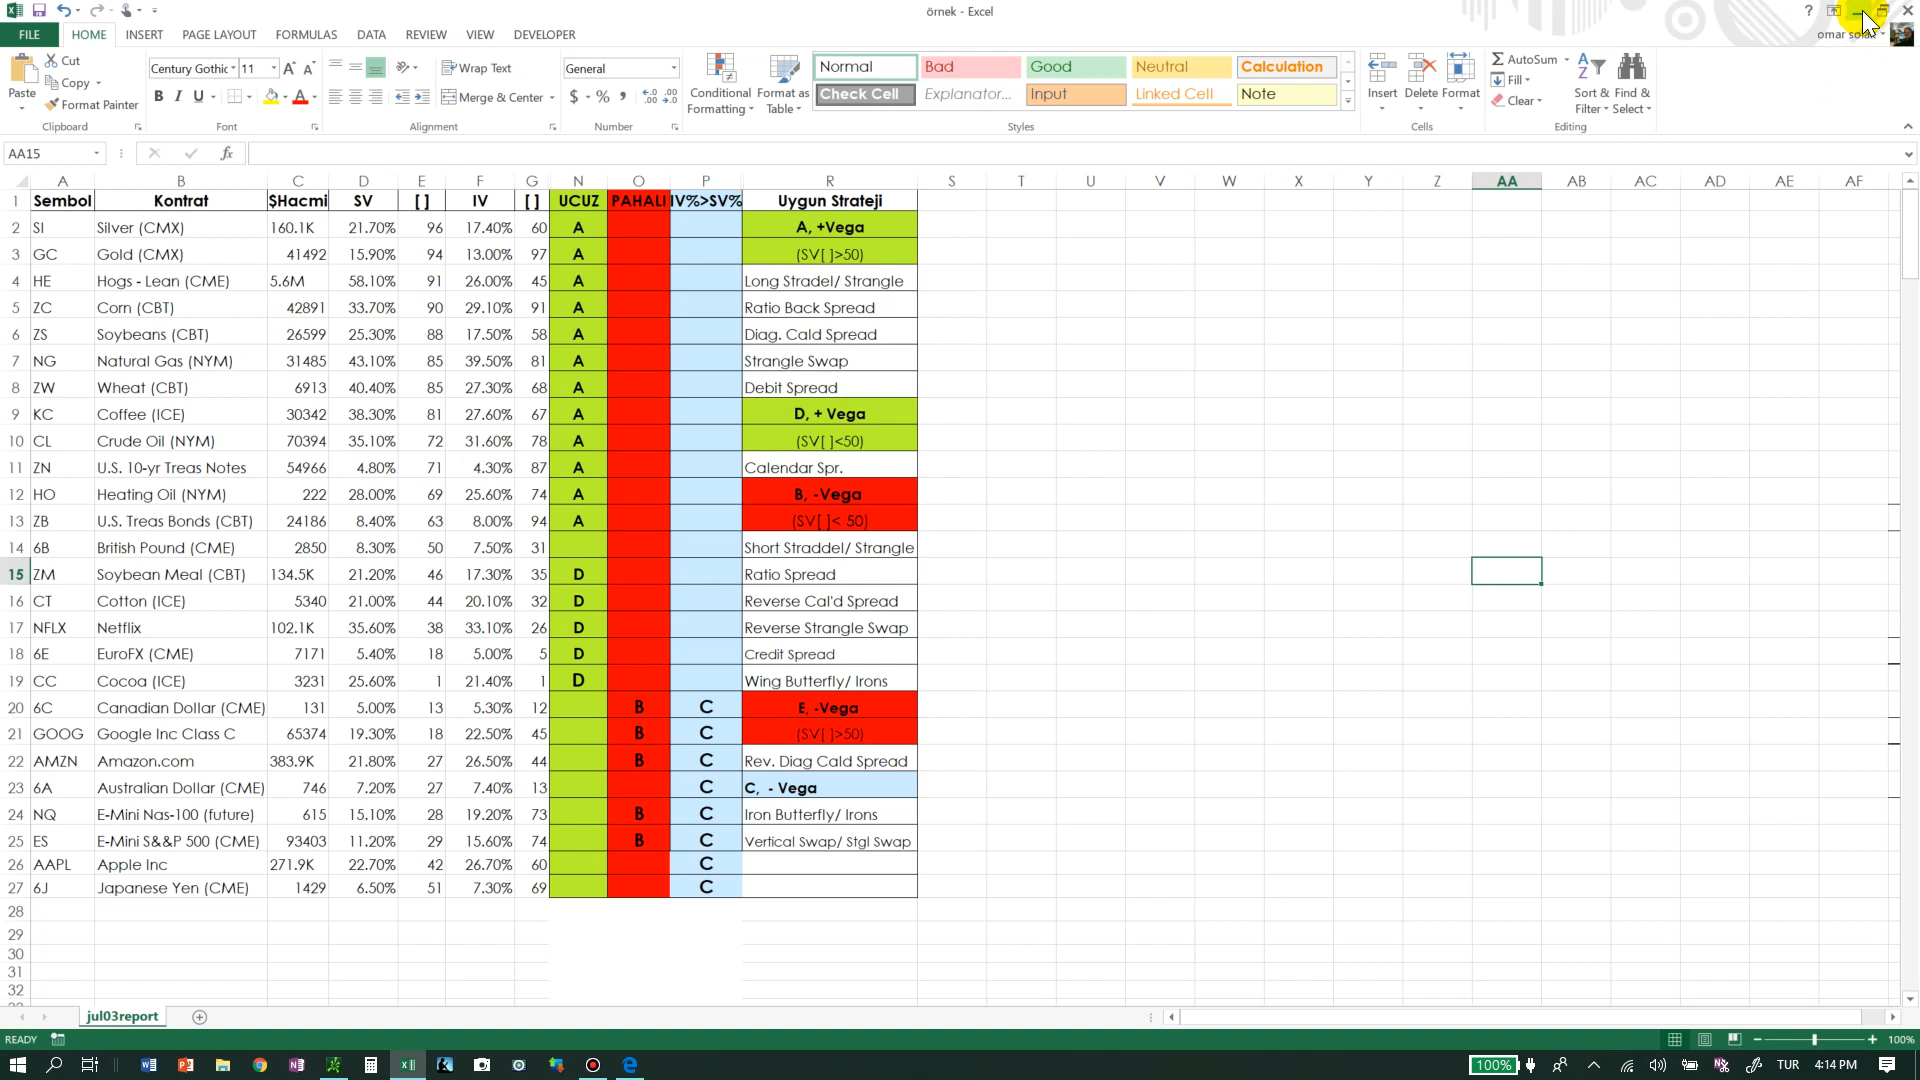 örnek - Excel
omar solak
FILE HOME INSERT PAGE LAYOUT FORMULAS DATA REVIEW VIEW DEVELOPER
Paste Cut Copy Format Painter Clipboard
Century Gothic 11 B I U Font
Wrap Text Merge & Center Alignment
General $ % Number
Conditional Formatting Format as Table
Normal Bad Good Neutral Calculation
Check Cell Explanator... Input Linked Cell Note
Styles
Insert Delete Format Cells
AutoSum Fill Clear Sort & Filter Find & Select Editing
AA15 fx
A B C D E F G N O P R S T U V W X Y Z AA AB AC AD AE AF
1 Sembol Kontrat $Hacmi SV [ ] IV [ ] UCUZ PAHALI IV%>SV% Uygun Strateji
2 SI Silver (CMX) 160.1K 21.70% 96 17.40% 60 A A, +Vega
3 GC Gold (CMX) 41492 15.90% 94 13.00% 97 A (SV[ ]>50)
4 HE Hogs - Lean (CME) 5.6M 58.10% 91 26.00% 45 A Long Stradel/ Strangle
5 ZC Corn (CBT) 42891 33.70% 90 29.10% 91 A Ratio Back Spread
6 ZS Soybeans (CBT) 26599 25.30% 88 17.50% 58 A Diag. Cald Spread
7 NG Natural Gas (NYM) 31485 43.10% 85 39.50% 81 A Strangle Swap
8 ZW Wheat (CBT) 6913 40.40% 85 27.30% 68 A Debit Spread
9 KC Coffee (ICE) 30342 38.30% 81 27.60% 67 A D, + Vega
10 CL Crude Oil (NYM) 70394 35.10% 72 31.60% 78 A (SV[ ]<50)
11 ZN U.S. 10-yr Treas Notes 54966 4.80% 71 4.30% 87 A Calendar Spr.
12 HO Heating Oil (NYM) 222 28.00% 69 25.60% 74 A B, -Vega
13 ZB U.S. Treas Bonds (CBT) 24186 8.40% 63 8.00% 94 A (SV[ ]< 50)
14 6B British Pound (CME) 2850 8.30% 50 7.50% 31 Short Straddel/ Strangle
15 ZM Soybean Meal (CBT) 134.5K 21.20% 46 17.30% 35 D Ratio Spread
16 CT Cotton (ICE) 5340 21.00% 44 20.10% 32 D Reverse Cal'd Spread
17 NFLX Netflix 102.1K 35.60% 38 33.10% 26 D Reverse Strangle Swap
18 6E EuroFX (CME) 7171 5.40% 18 5.00% 5 D Credit Spread
19 CC Cocoa (ICE) 3231 25.60% 1 21.40% 1 D Wing Butterfly/ Irons
20 6C Canadian Dollar (CME) 131 5.00% 13 5.30% 12 B C E, -Vega
21 GOOG Google Inc Class C 65374 19.30% 18 22.50% 45 B C (SV[ ]>50)
22 AMZN Amazon.com 383.9K 21.80% 27 26.50% 44 B C Rev. Diag Cald Spread
23 6A Australian Dollar (CME) 746 7.20% 27 7.40% 13 C C, - Vega
24 NQ E-Mini Nas-100 (future) 615 15.10% 28 19.20% 73 B C Iron Butterfly/ Irons
25 ES E-Mini S&&P 500 (CME) 93403 11.20% 29 15.60% 74 B C Vertical Swap/ Stgl Swap
26 AAPL Apple Inc 271.9K 22.70% 42 26.70% 60 C
27 6J Japanese Yen (CME) 1429 6.50% 51 7.30% 69 C
28
29
30
31
32
jul03report
READY 100%
100% TUR 4:14 PM